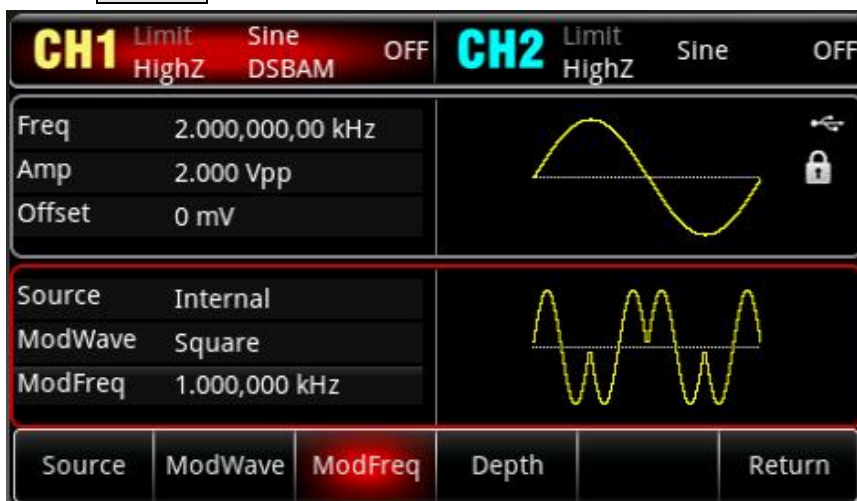 CH1 Limit Sine OFF CH2 Limit Sine OFF
HighZ DSBAM HighZ
Freq 2.000,000,00 kHz
Amp 2.000 Vpp
Offset 0 mV
Source Internal
ModWave Square
ModFreq 1.000,000 kHz
Source ModWave ModFreq Depth Return